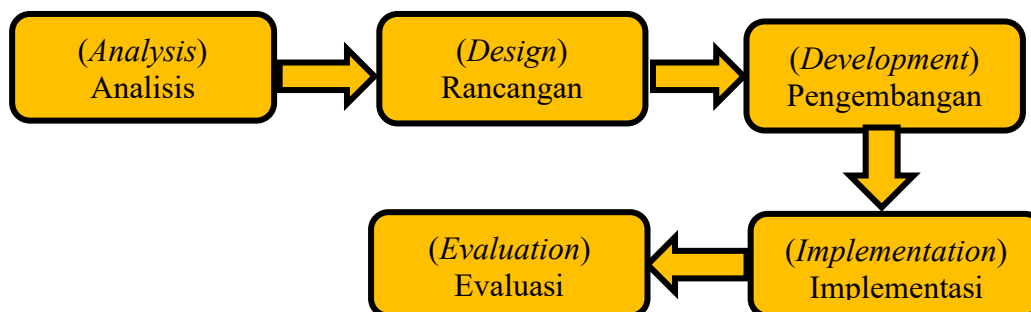 (Analysis)
Analisis
(Design)
Rancangan
(Development)
Pengembangan
(Implementation)
Implementasi
(Evaluation)
Evaluasi